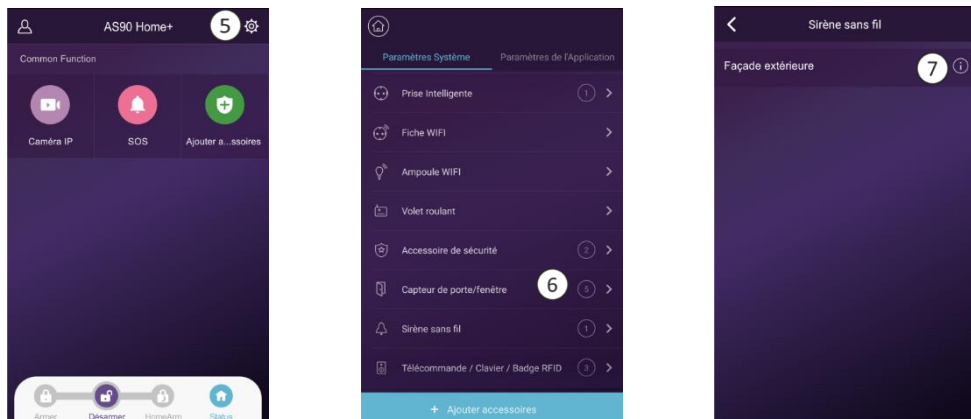 AS90 Home+
5
Common Function
Caméra IP
SOS
Ajouter a...ssoires
Armer
Désarmer
HomeArm
Status
Paramètres Système
Paramètres de l'Application
Prise Intelligente
1
Fiche WIFI
Ampoule WIFI
Volet roulant
Accessoire de sécurité
2
Capteur de porte/fenêtre
6
5
Sirène sans fil
1
Télécommande / Clavier / Badge RFID
3
+ Ajouter accessoires
Sirène sans fil
Façade extérieure
7